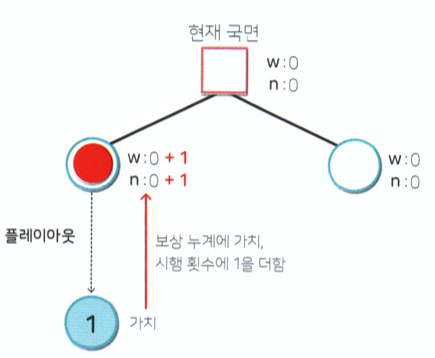 현재 국면
w:0
n:0
w:0 +1
n:0 +1
w:0
n:0
플레이아웃
보상 누계에 가치,
시행 횟수에 1을 더함
1
가치